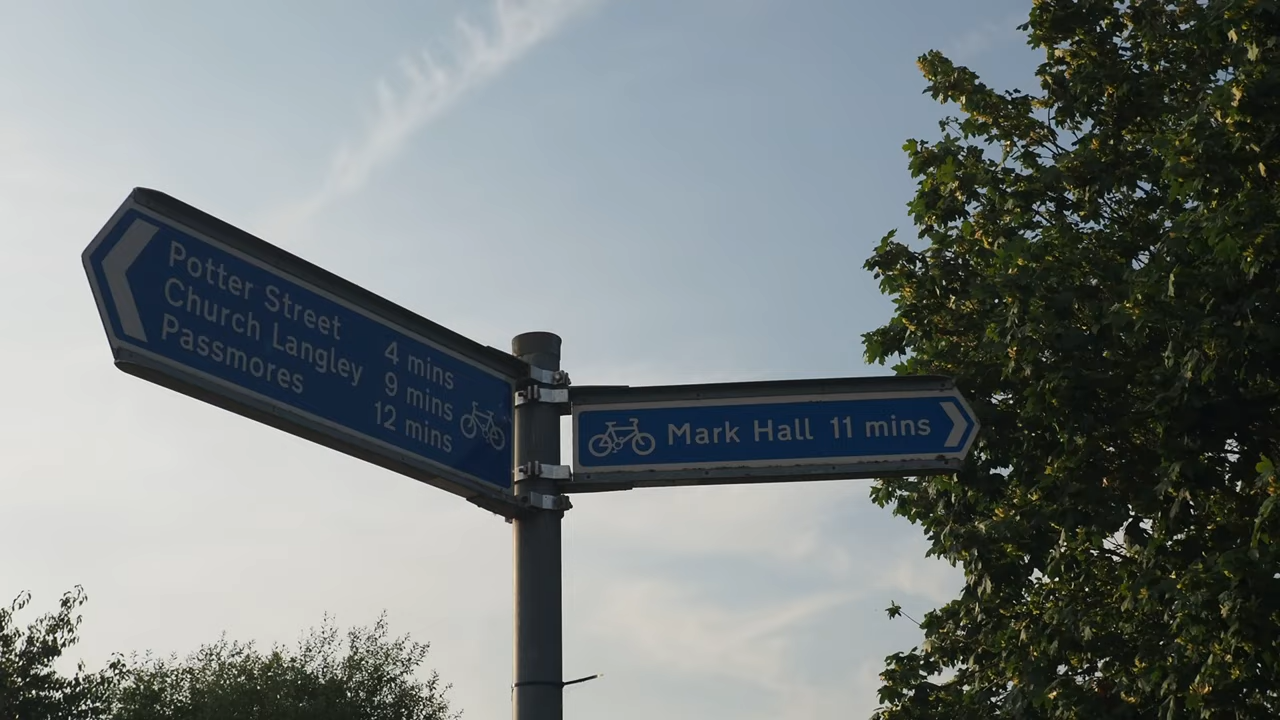 Potter Street 4 mins
Church Langley 9 mins
Passmores 12 mins
Mark Hall 11 mins